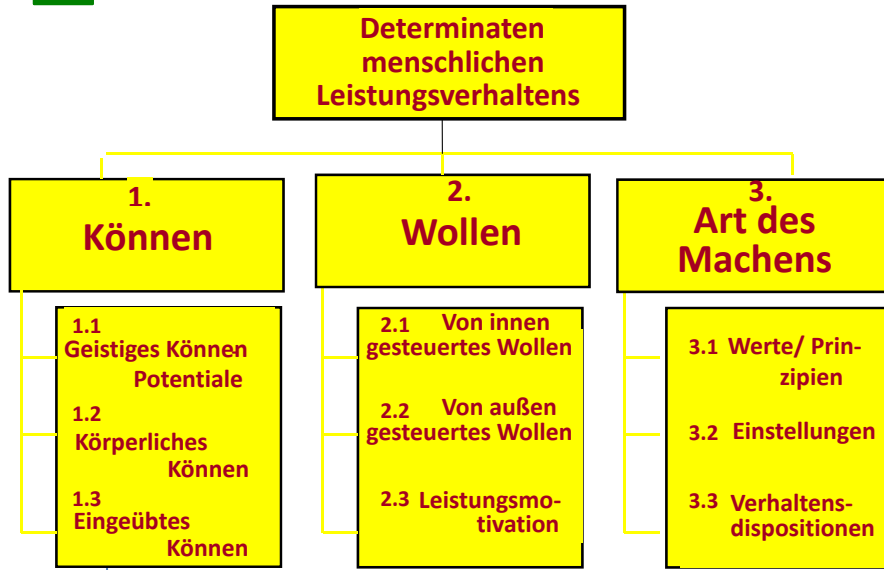 Determinaten
menschlichen
Leistungsverhaltens
1.
Können
2.
Wollen
3.
Art des
Machens
1.1
Geistiges Können-
Potentiale
1.2
Körperliches
Können
1.3
Eingeübtes
Können
2.1 Von innen
gesteuertes Wollen
2.2 Von außen
gesteuertes Wollen
2.3 Leistungsmo-
tivation
3.1 Werte/ Prin-
zipien
3.2 Einstellungen
3.3 Verhaltens-
dispositionen